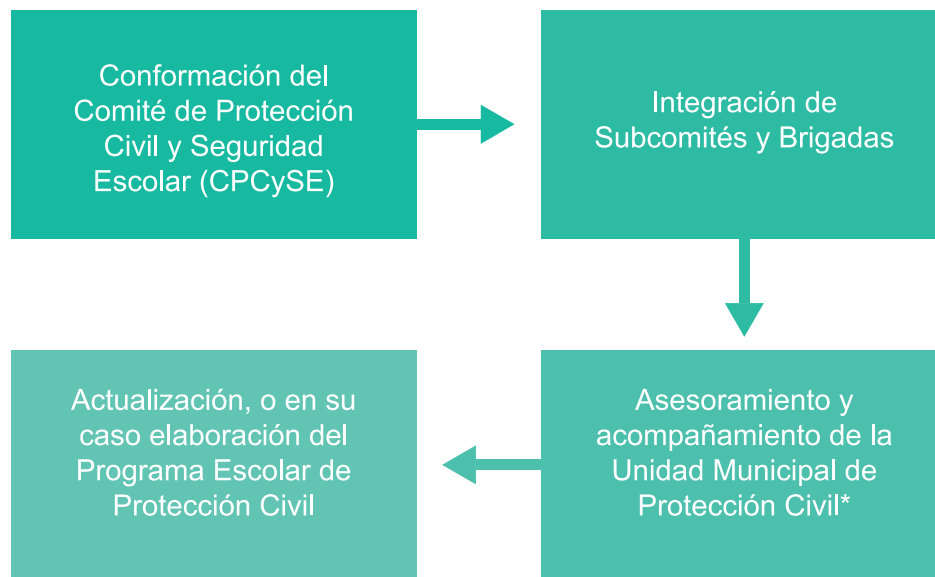 Conformación del
Comité de Protección
Civil y Seguridad
Escolar (CPCySE)
Integración de
Subcomités y Brigadas
Asesoramiento y
acompañamiento de la
Unidad Municipal de
Protección Civil*
Actualización, o en su
caso elaboración del
Programa Escolar de
Protección Civil